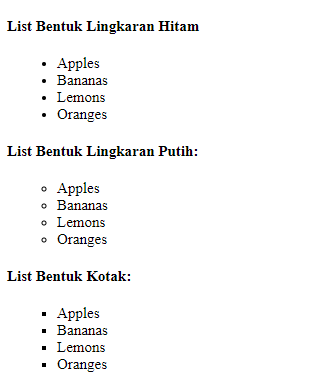 List Bentuk Lingkaran Hitam
Apples
Bananas
Lemons
Oranges
List Bentuk Lingkaran Putih:
Apples
Bananas
Lemons
Oranges
List Bentuk Kotak:
Apples
Bananas
Lemons
Oranges